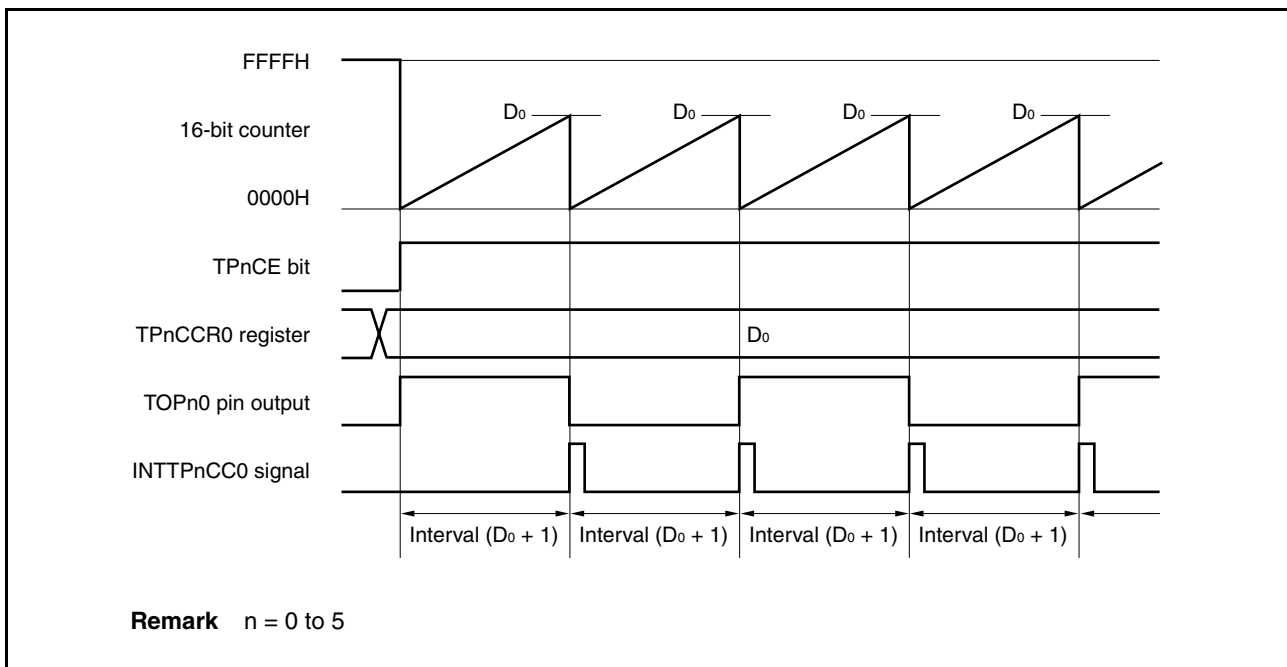 FFFFH
D₀ D₀ D₀ D₀
16-bit counter
0000H
TPnCE bit
TPnCCR0 register D₀
TOPn0 pin output
INTTPnCC0 signal
Interval (D₀ + 1) Interval (D₀ + 1) Interval (D₀ + 1) Interval (D₀ + 1)
Remark n = 0 to 5